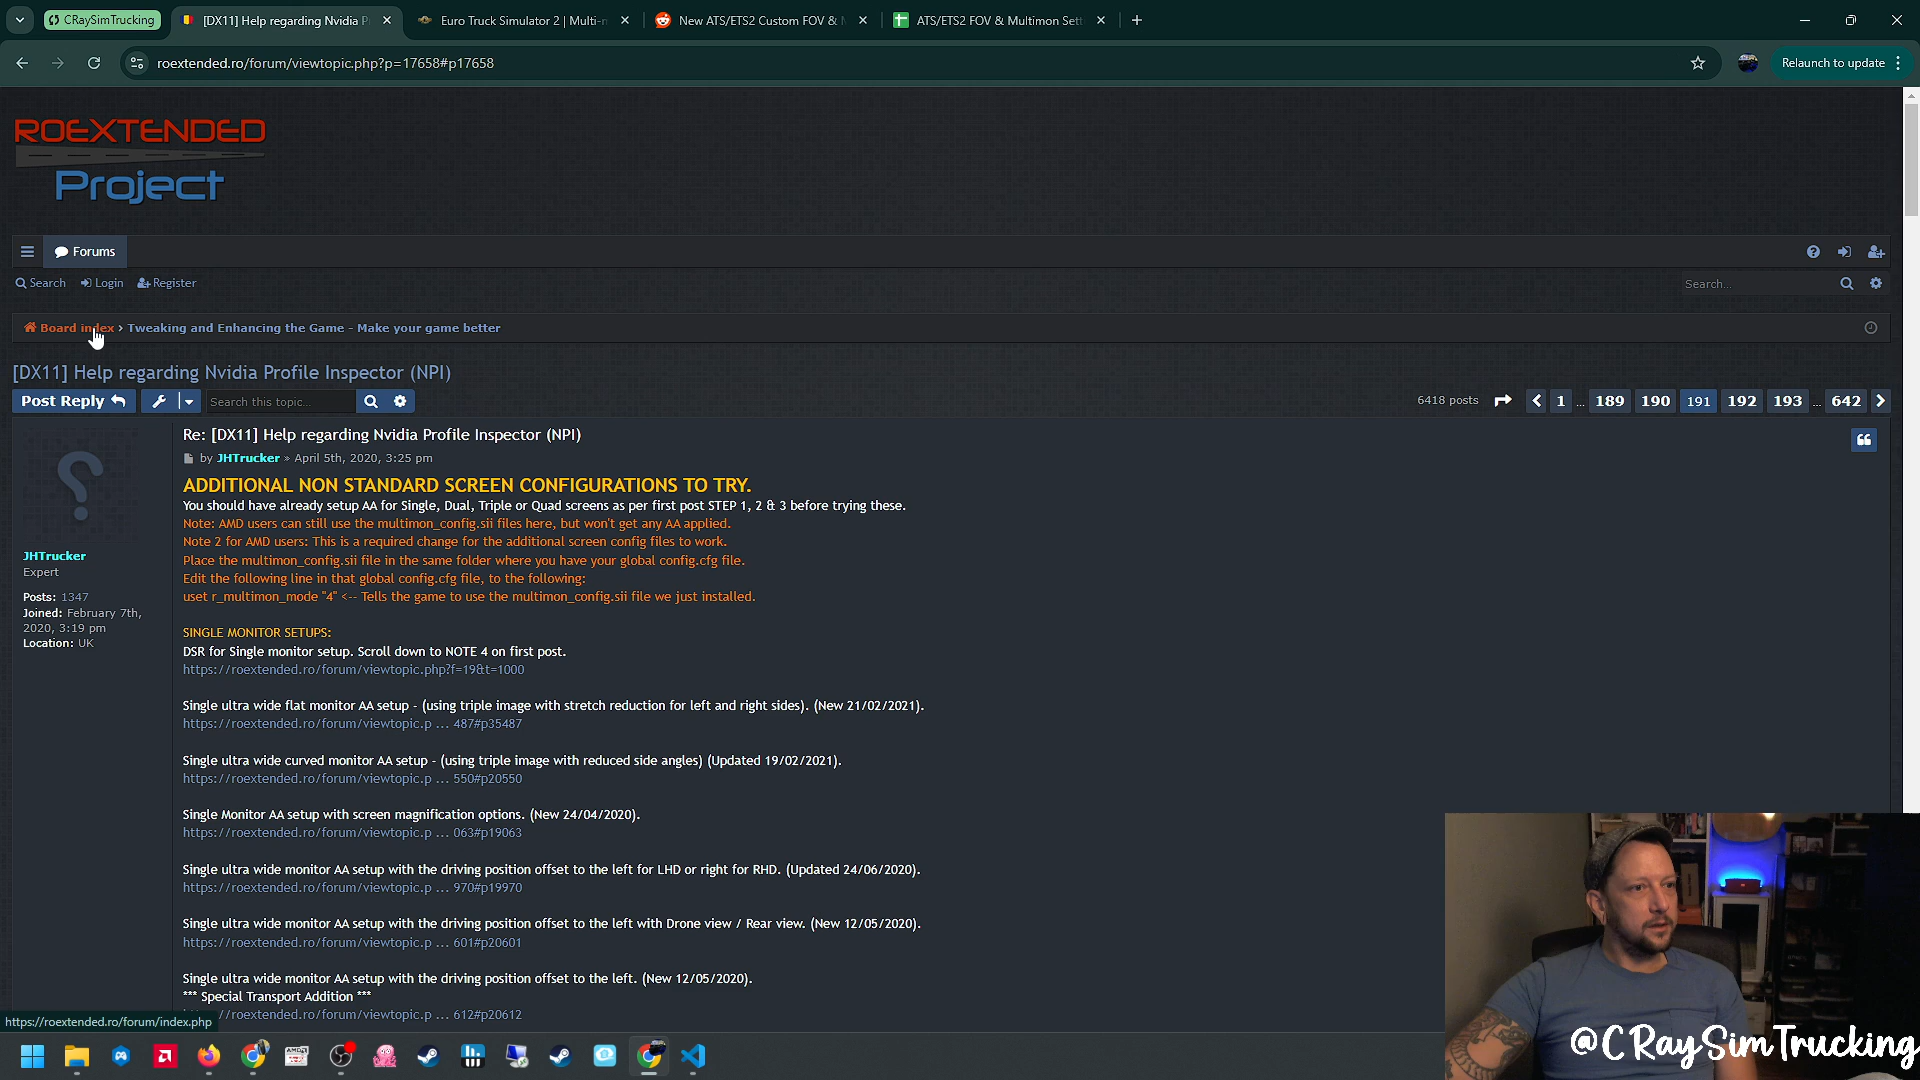 CRaySimTrucking
[DX11] Help regarding Nvidia P
Euro Truck Simulator 2 | Multi-
New ATS/ETS2 Custom FOV &
ATS/ETS2 FOV & Multimon Sett
roextended.ro/forum/viewtopic.php?p=17658#p17658
Relaunch to update
ROEXTENDED
Project
Forums
Search
Login
Register
Search...
Board index › Tweaking and Enhancing the Game - Make your game better
[DX11] Help regarding Nvidia Profile Inspector (NPI)
Post Reply
Search this topic...
6418 posts
1 ... 189 190 191 192 193 ... 642
Re: [DX11] Help regarding Nvidia Profile Inspector (NPI)
by JHTrucker » April 5th, 2020, 3:25 pm
JHTrucker
Expert
Posts: 1347
Joined: February 7th,
2020, 3:19 pm
Location: UK
ADDITIONAL NON STANDARD SCREEN CONFIGURATIONS TO TRY.
You should have already setup AA for Single, Dual, Triple or Quad screens as per first post STEP 1, 2 & 3 before trying these.
Note: AMD users can still use the multimon_config.sii files here, but won't get any AA applied.
Note 2 for AMD users: This is a required change for the additional screen config files to work.
Place the multimon_config.sii file in the same folder where you have your global config.cfg file.
Edit the following line in that global config.cfg file, to the following:
uset r_multimon_mode "4" <-- Tells the game to use the multimon_config.sii file we just installed.
SINGLE MONITOR SETUPS:
DSR for Single monitor setup. Scroll down to NOTE 4 on first post.
https://roextended.ro/forum/viewtopic.php?f=19&t=1000
Single ultra wide flat monitor AA setup - (using triple image with stretch reduction for left and right sides). (New 21/02/2021).
https://roextended.ro/forum/viewtopic.p ... 487#p35487
Single ultra wide curved monitor AA setup - (using triple image with reduced side angles) (Updated 19/02/2021).
https://roextended.ro/forum/viewtopic.p ... 550#p20550
Single Monitor AA setup with screen magnification options. (New 24/04/2020).
https://roextended.ro/forum/viewtopic.p ... 063#p19063
Single ultra wide monitor AA setup with the driving position offset to the left for LHD or right for RHD. (Updated 24/06/2020).
https://roextended.ro/forum/viewtopic.p ... 970#p19970
Single ultra wide monitor AA setup with the driving position offset to the left with Drone view / Rear view. (New 12/05/2020).
https://roextended.ro/forum/viewtopic.p ... 601#p20601
Single ultra wide monitor AA setup with the driving position offset to the left. (New 12/05/2020).
*** Special Transport Addition ***
//roextended.ro/forum/viewtopic.p ... 612#p20612
https://roextended.ro/forum/index.php
@CRaySimTrucking